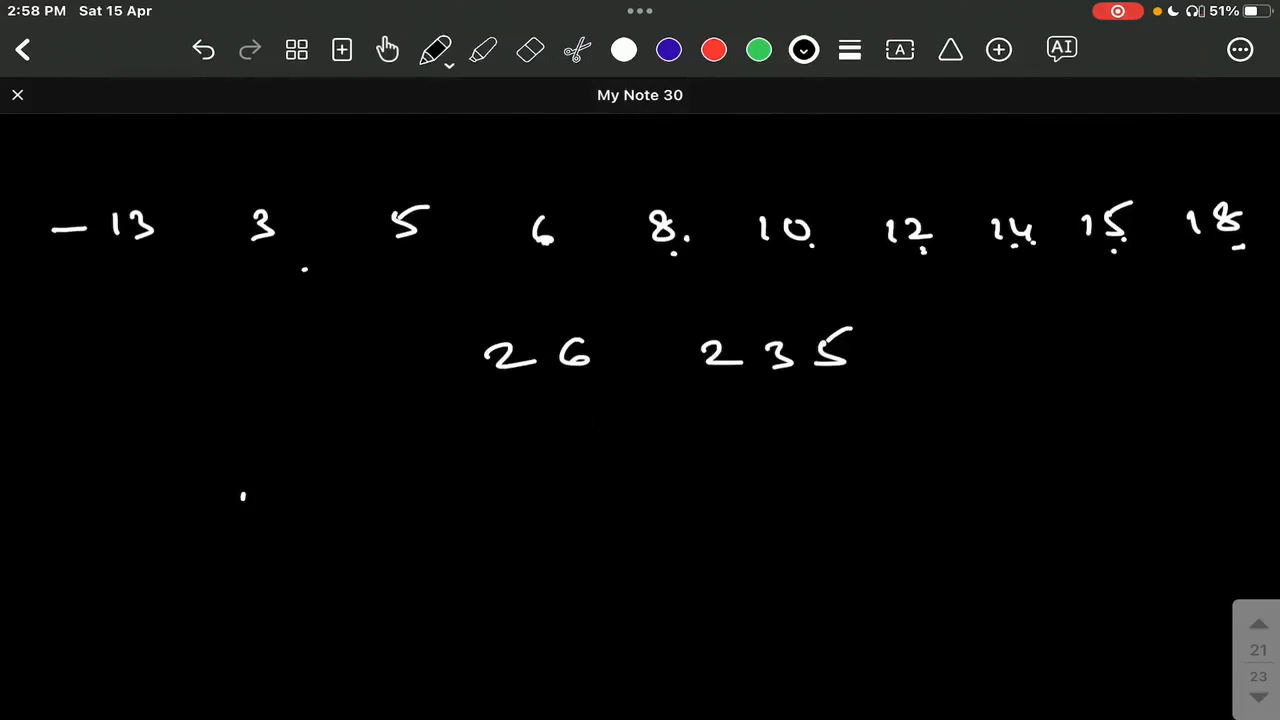 2:58 PM Sat 15 Apr 51%
A AI
My Note 30
– 13 3 5 6 8. 10 12 14 15 18
26 235
21
23